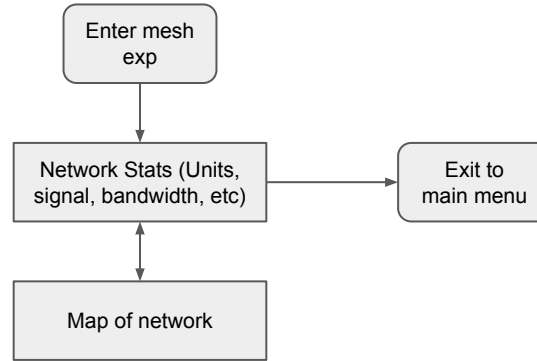 Enter mesh
exp
Network Stats (Units,
signal, bandwidth, etc)
Exit to
main menu
Map of network